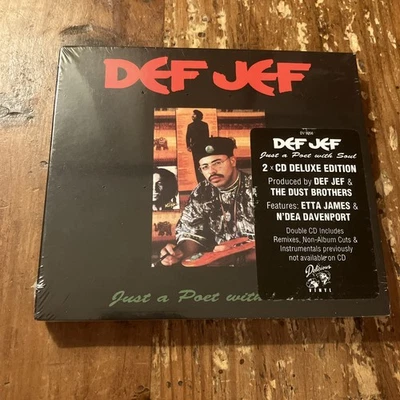 DEF JEF
DEF JEF
Just a Poet with Soul
2 × CD DELUXE EDITION
Produced by DEF JEF &
THE DUST BROTHERS
Features: ETTA JAMES &
N'DEA DAVENPORT
Double CD Includes
Remixes, Non-Album Cuts &
Instrumentals previously
not available on CD
Delicious
VINYL
Just a Poet with